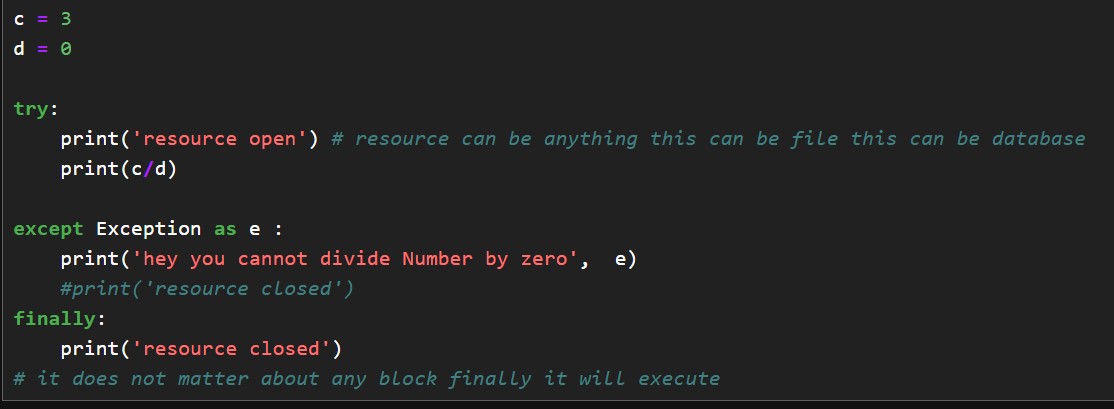 c = 3
d = 0
try:
    print('resource open') # resource can be anything this can be file this can be database
    print(c/d)
except Exception as e :
    print('hey you cannot divide Number by zero',  e)
    #print('resource closed')
finally:
    print('resource closed')
# it does not matter about any block finally it will execute